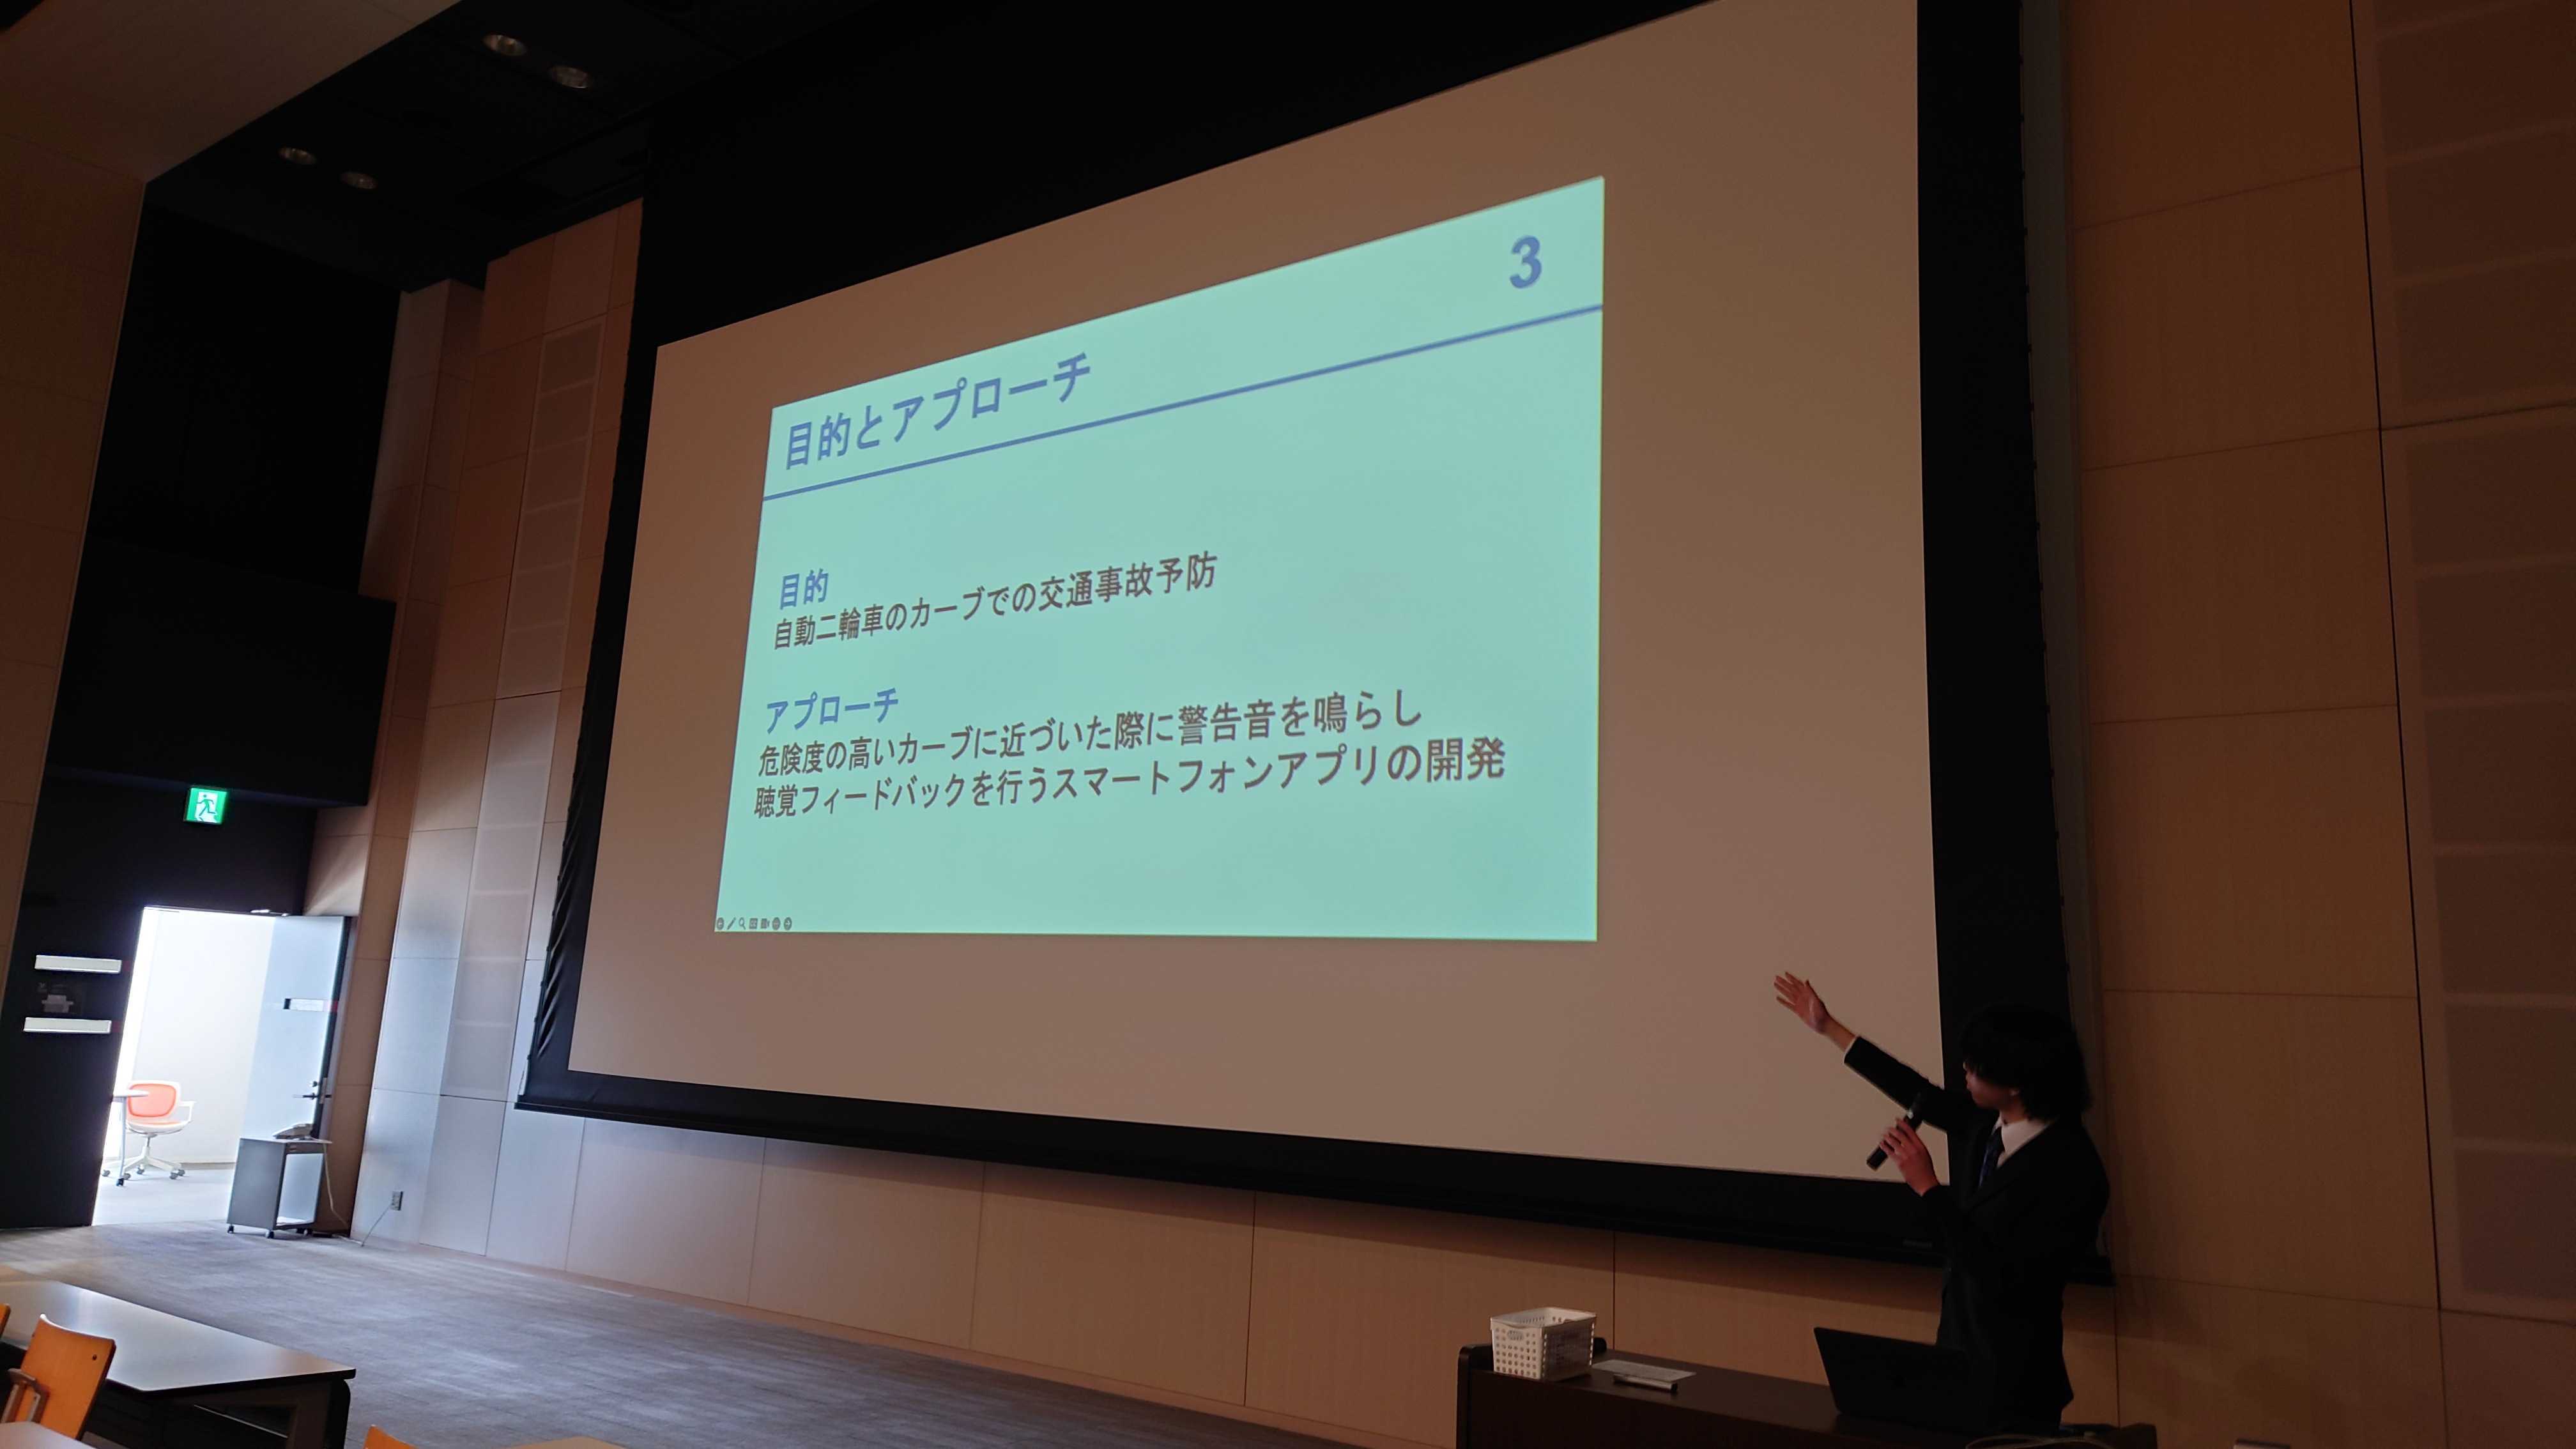 3
目的とアプローチ
目的
自動二輪車のカーブでの交通事故予防
アプローチ
危険度の高いカーブに近づいた際に警告音を鳴らし
聴覚フィードバックを行うスマートフォンアプリの開発